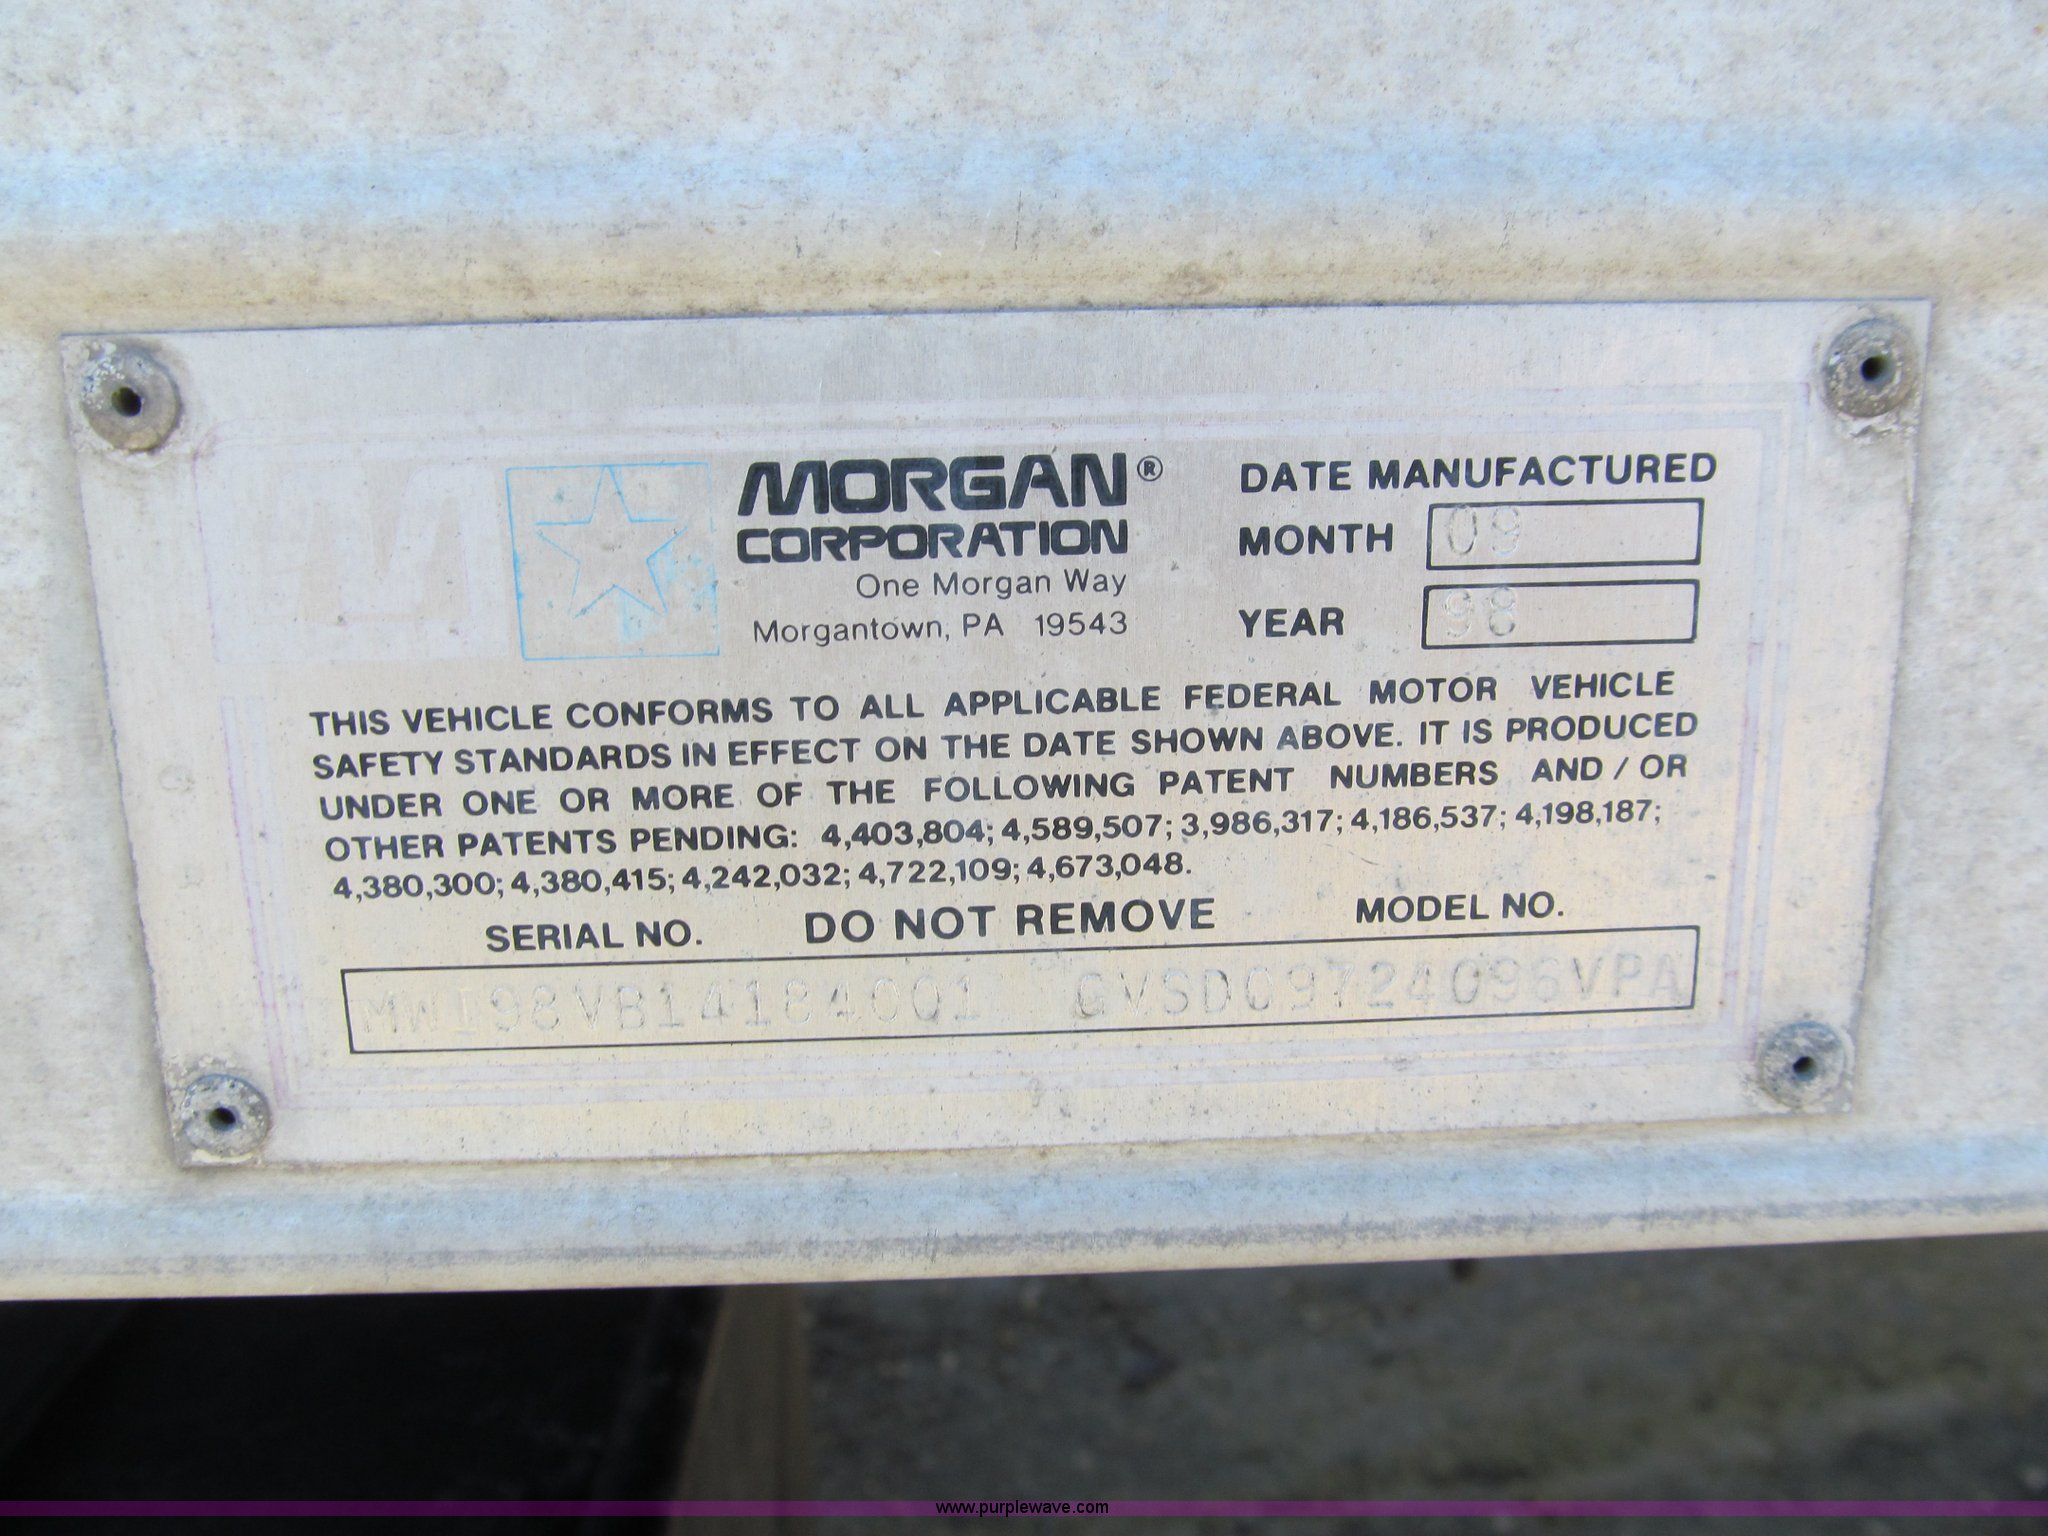 MORGAN®
CORPORATION
One Morgan Way
Morgantown, PA 19543
DATE MANUFACTURED
MONTH 09
YEAR 98
THIS VEHICLE CONFORMS TO ALL APPLICABLE FEDERAL MOTOR VEHICLE
SAFETY STANDARDS IN EFFECT ON THE DATE SHOWN ABOVE. IT IS PRODUCED
UNDER ONE OR MORE OF THE FOLLOWING PATENT NUMBERS AND / OR
OTHER PATENTS PENDING: 4,403,804; 4,589,507; 3,986,317; 4,186,537; 4,198,187;
4,380,300; 4,380,415; 4,242,032; 4,722,109; 4,673,048.
SERIAL NO. DO NOT REMOVE MODEL NO.
MWI98VB14184001 GVSD09724096VPA
www.purplewave.com